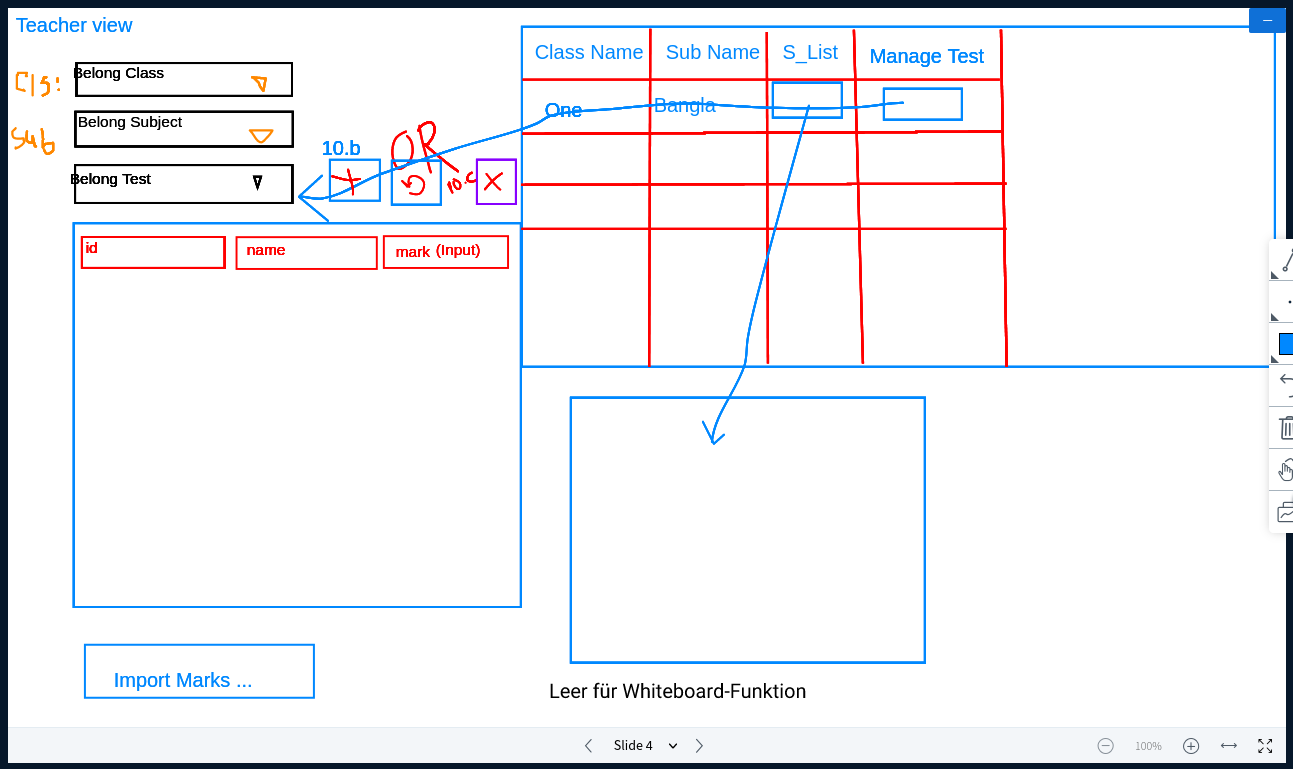 Teacher view
Cls:
Belong Class
Sub
Belong Subject
Belong Test
10.b
OR
10.c
id
name
mark (Input)
Import Marks ...
Class Name Sub Name S_List Manage Test
One Bangla
Leer für Whiteboard-Funktion
Slide 4
100%